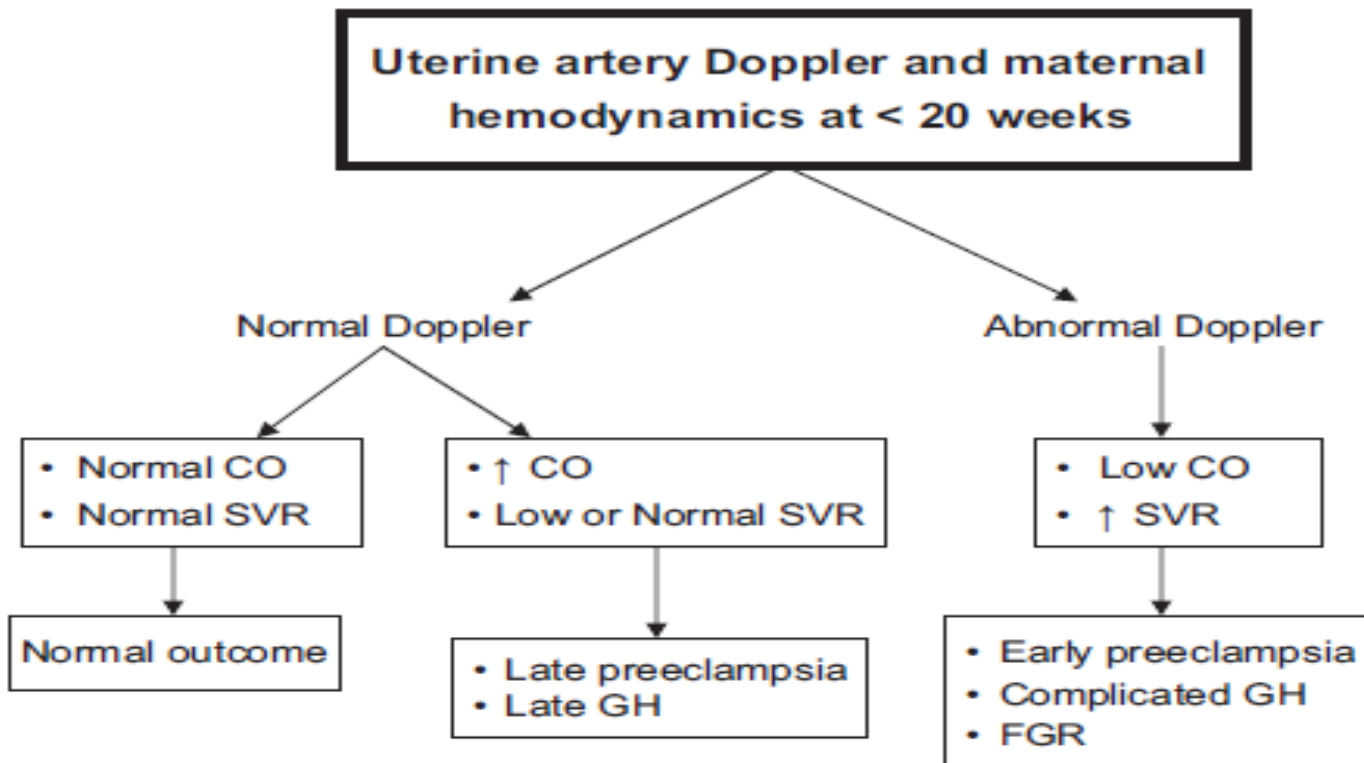 Uterine artery Doppler and maternal
hemodynamics at < 20 weeks
Normal Doppler
Abnormal Doppler
• Normal CO
• Normal SVR
• ↑ CO
• Low or Normal SVR
• Low CO
• ↑ SVR
Normal outcome
• Late preeclampsia
• Late GH
• Early preeclampsia
• Complicated GH
• FGR